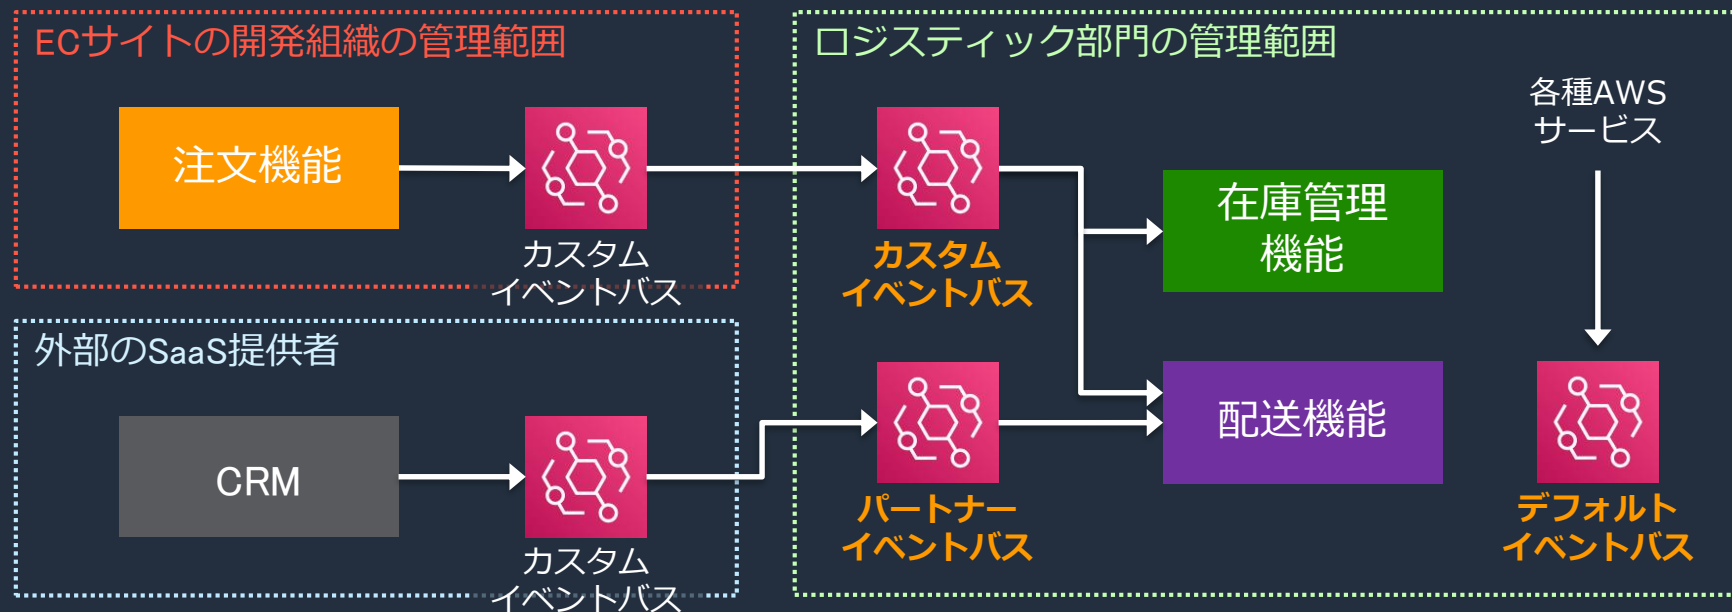 ECサイトの開発組織の管理範囲
注文機能
カスタム
イベントバス
外部のSaaS提供者
CRM
カスタム
イベントバス
ロジスティック部門の管理範囲
カスタム
イベントバス
在庫管理
機能
パートナー
イベントバス
配送機能
各種AWS
サービス
デフォルト
イベントバス